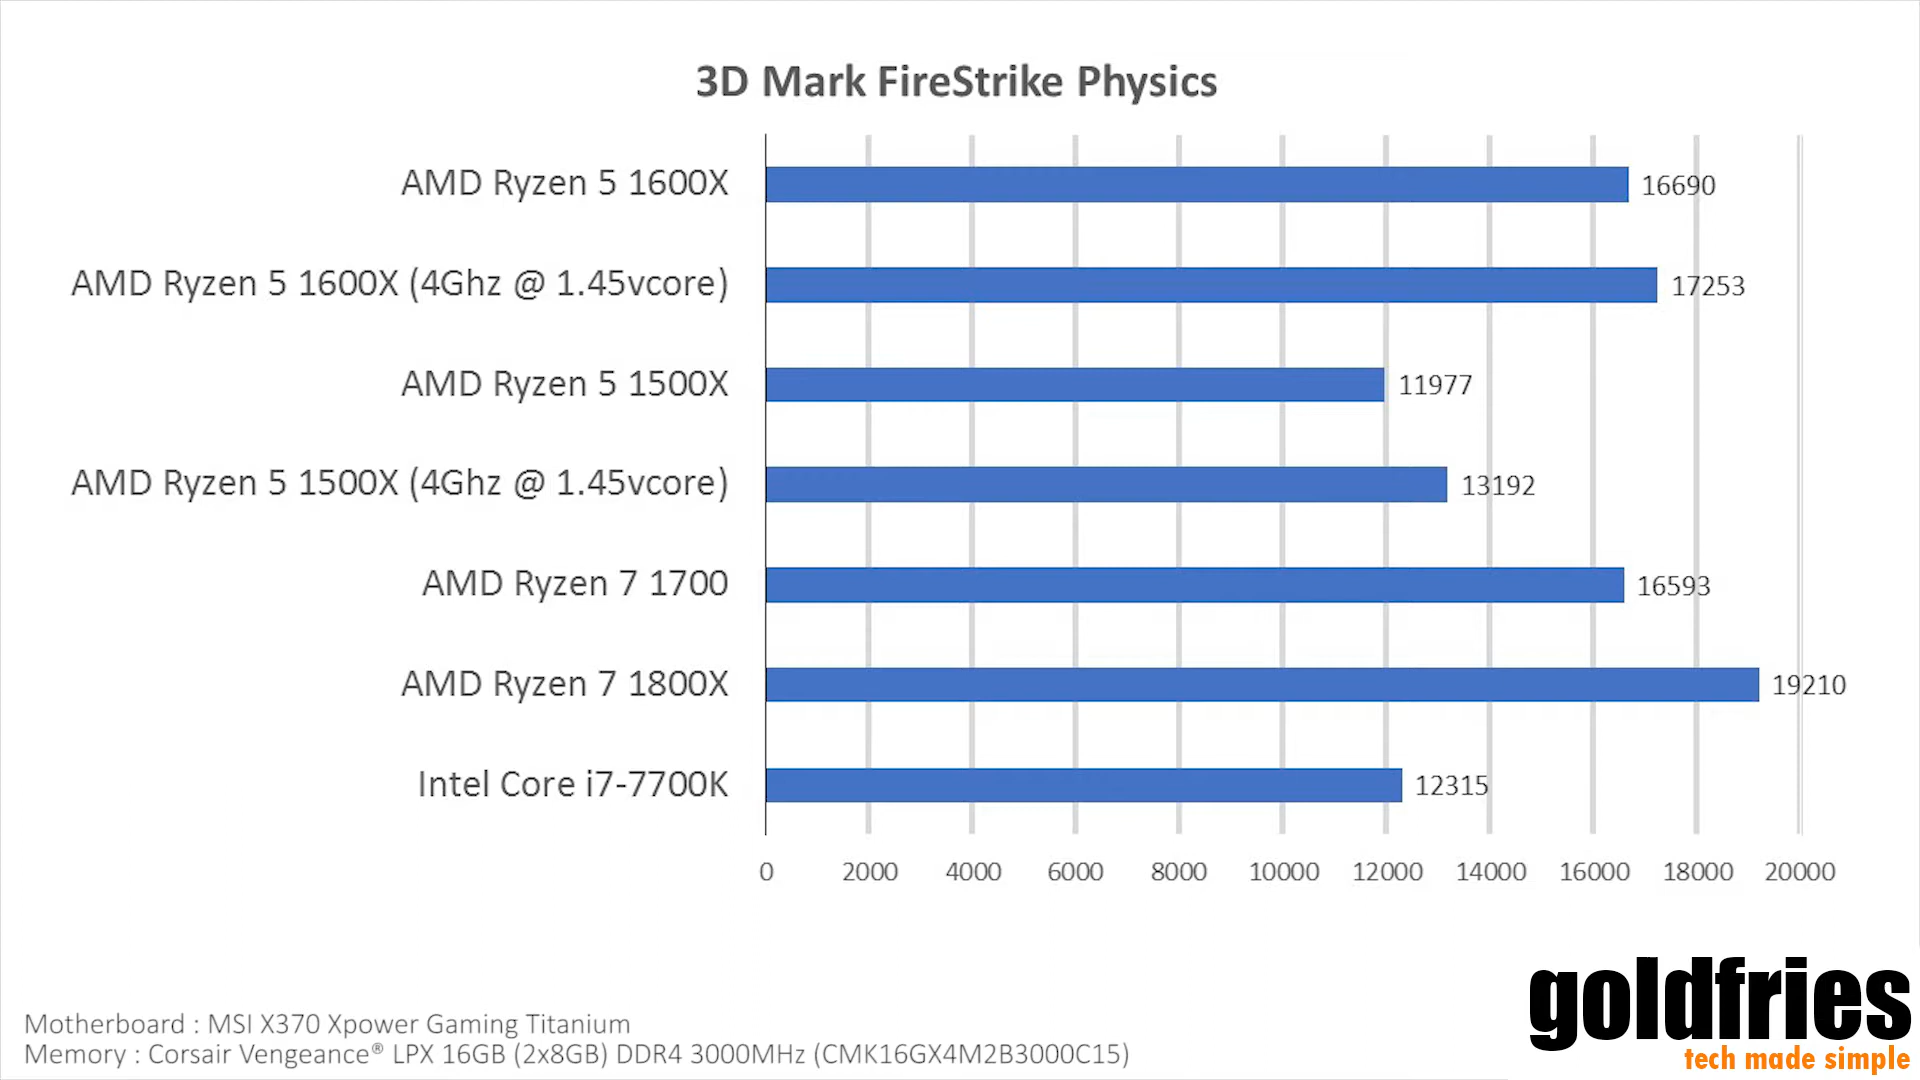 3D Mark FireStrike Physics
AMD Ryzen 5 1600X 16690
AMD Ryzen 5 1600X (4Ghz @ 1.45vcore) 17253
AMD Ryzen 5 1500X 11977
AMD Ryzen 5 1500X (4Ghz @ 1.45vcore) 13192
AMD Ryzen 7 1700 16593
AMD Ryzen 7 1800X 19210
Intel Core i7-7700K 12315
0 2000 4000 6000 8000 10000 12000 14000 16000 18000 20000
Motherboard : MSI X370 Xpower Gaming Titanium
Memory : Corsair Vengeance® LPX 16GB (2x8GB) DDR4 3000MHz (CMK16GX4M2B3000C15)
goldfries
tech made simple